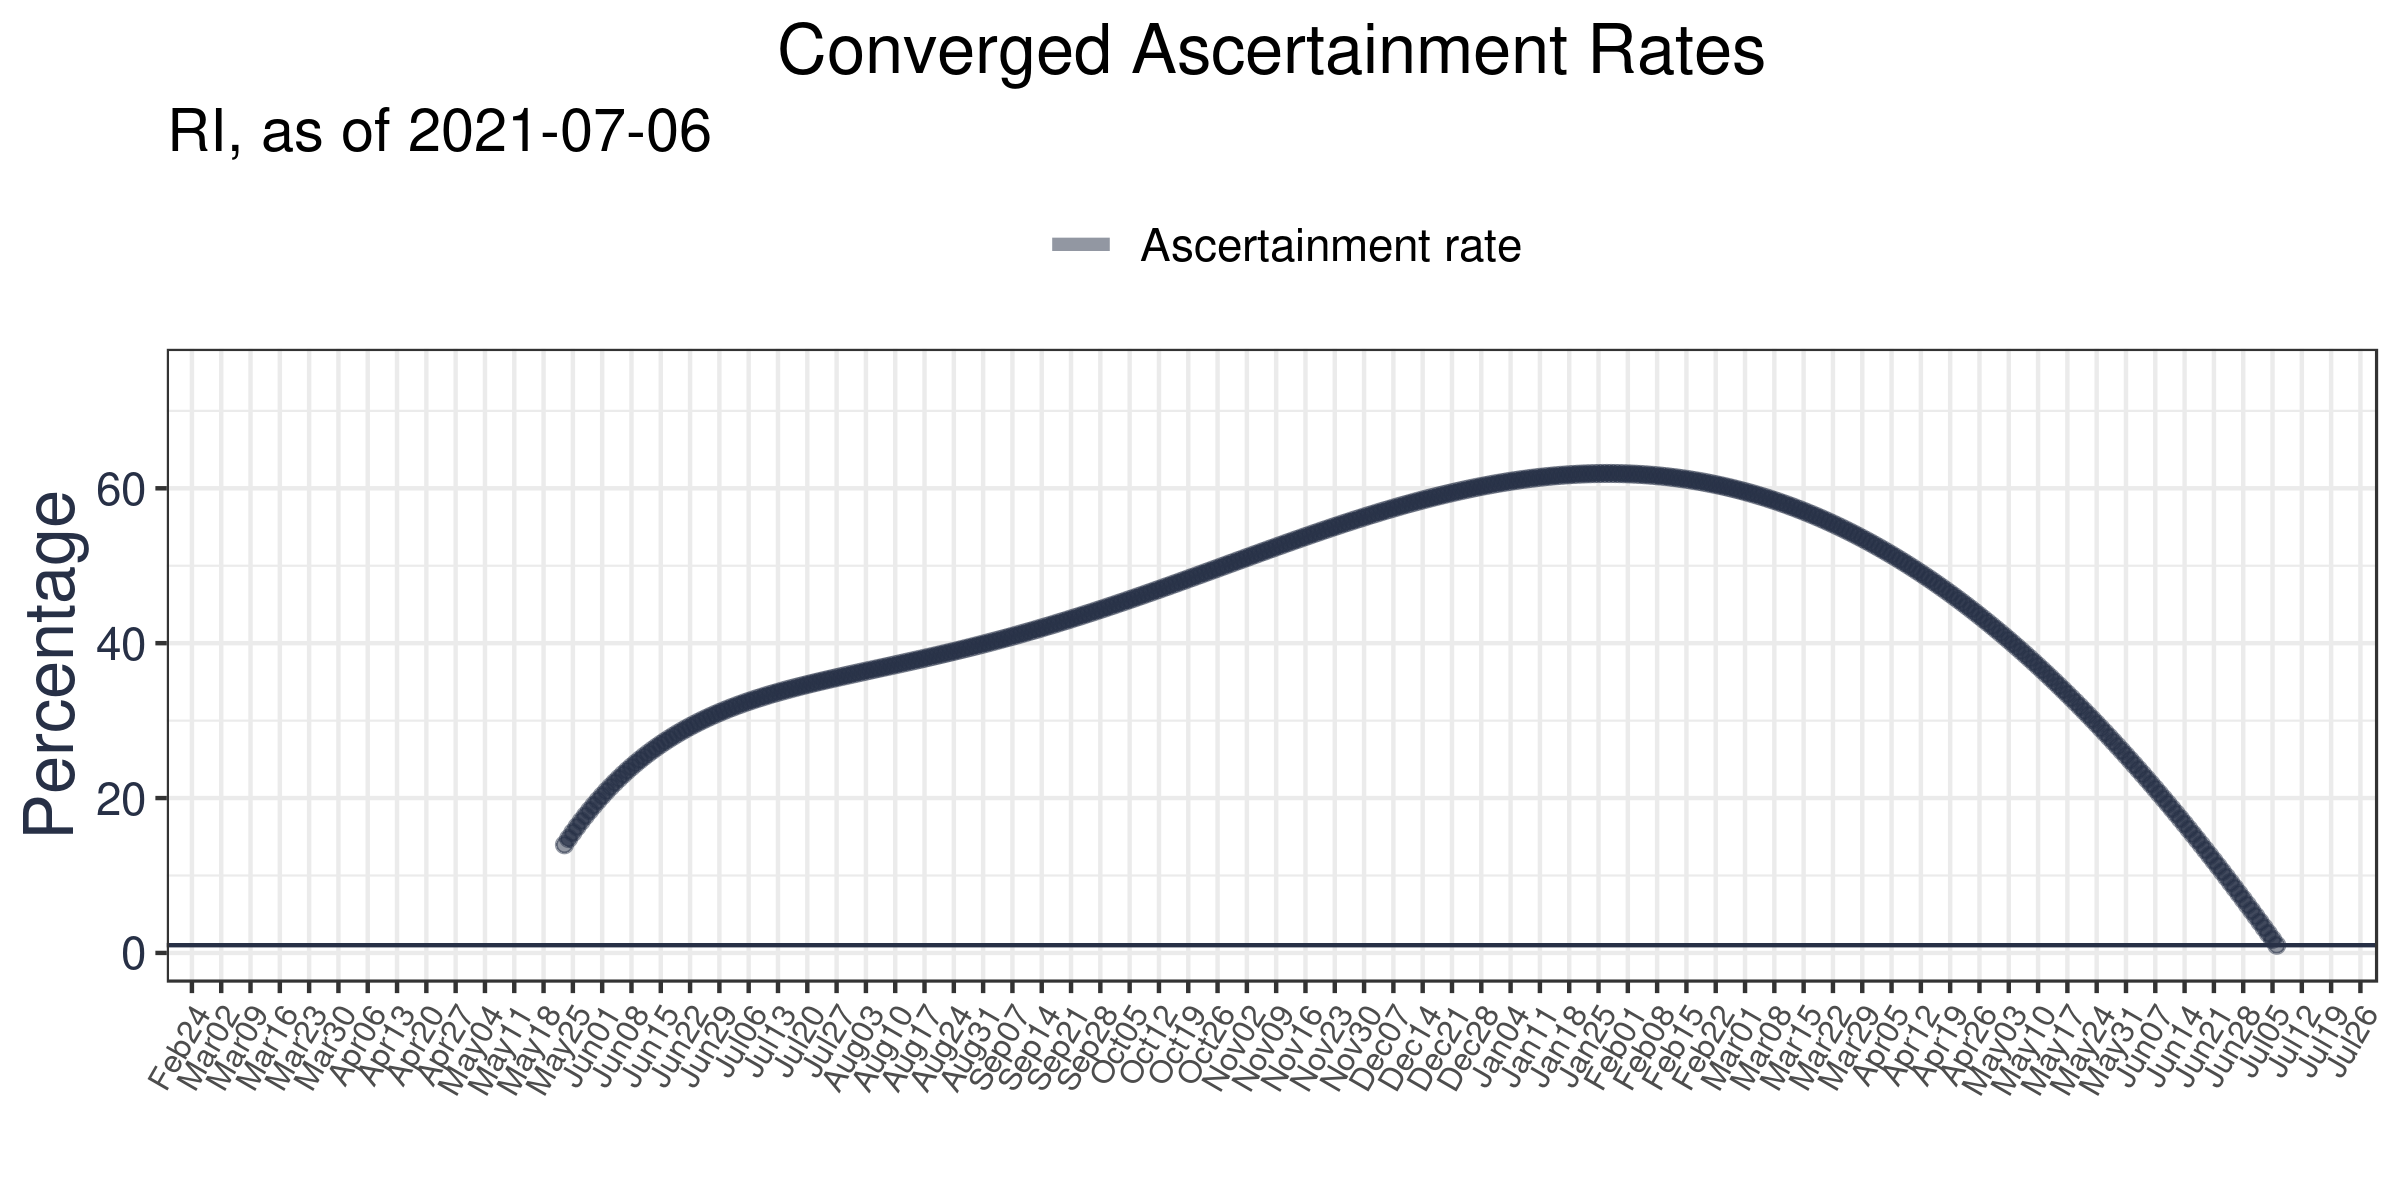 Converged Ascertainment Rates
RI, as of 2021-07-06
Ascertainment rate
Percentage
60
40
20
0
Feb24
Mar02
Mar09
Mar16
Mar23
Mar30
Apr06
Apr13
Apr20
Apr27
May04
May11
May18
May25
Jun01
Jun08
Jun15
Jun22
Jun29
Jul06
Jul13
Jul20
Jul27
Aug03
Aug10
Aug17
Aug24
Aug31
Sep07
Sep14
Sep21
Sep28
Oct05
Oct12
Oct19
Oct26
Nov02
Nov09
Nov16
Nov23
Nov30
Dec07
Dec14
Dec21
Dec28
Jan04
Jan11
Jan18
Jan25
Feb01
Feb08
Feb15
Feb22
Mar01
Mar08
Mar15
Mar22
Mar29
Apr05
Apr12
Apr19
Apr26
May03
May10
May17
May24
May31
Jun07
Jun14
Jun21
Jun28
Jul05
Jul12
Jul19
Jul26